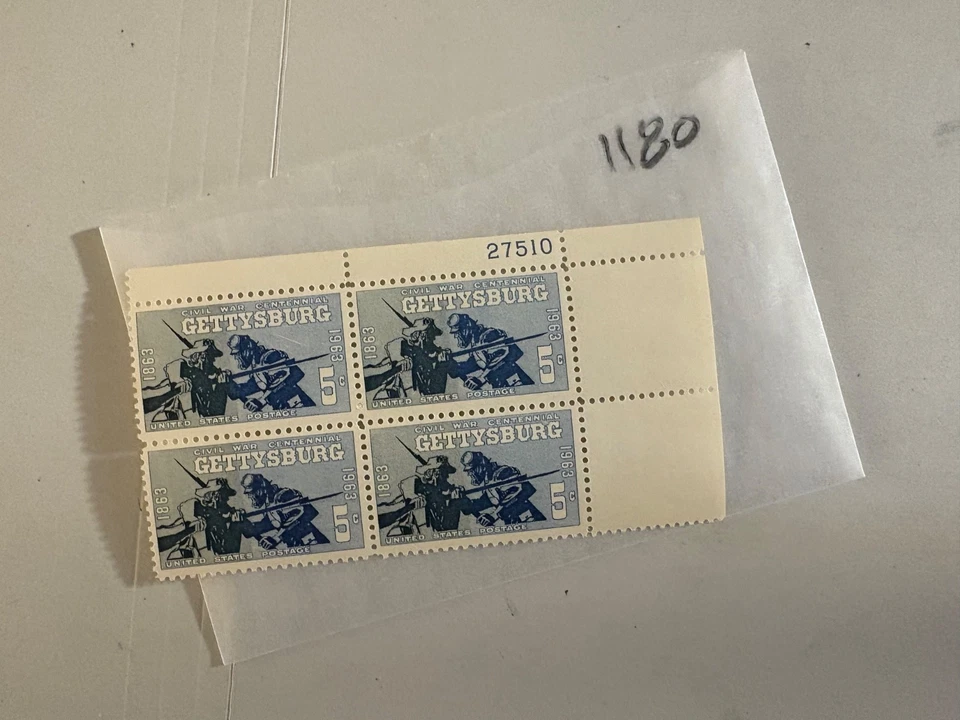 1180
27510
CIVIL WAR CENTENNIAL
GETTYSBURG
1863
1963
5c
UNITED STATES POSTAGE
CIVIL WAR CENTENNIAL
GETTYSBURG
1863
1963
5c
UNITED STATES POSTAGE
CIVIL WAR CENTENNIAL
GETTYSBURG
1863
1963
5c
UNITED STATES POSTAGE
CIVIL WAR CENTENNIAL
GETTYSBURG
1863
1963
5c
UNITED STATES POSTAGE